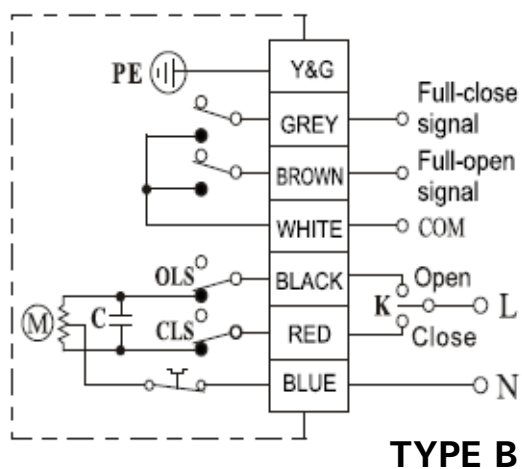 PE
Y&G
GREY
Full-close
signal
BROWN
Full-open
signal
WHITE
COM
OLS
BLACK
Open
K
L
M
C
CLS
RED
Close
BLUE
N
TYPE B